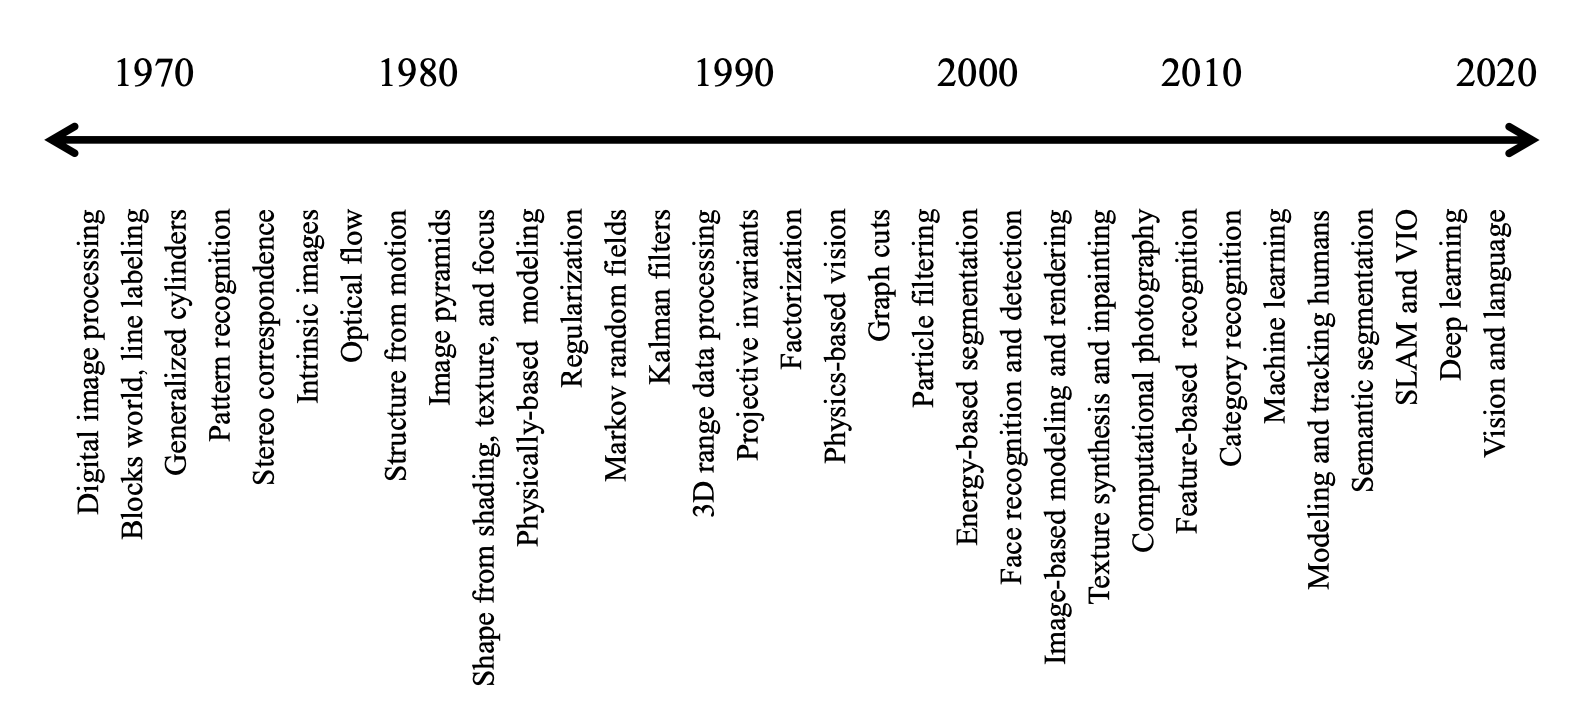 1970 1980 1990 2000 2010 2020
Digital image processing
Blocks world, line labeling
Generalized cylinders
Pattern recognition
Stereo correspondence
Intrinsic images
Optical flow
Structure from motion
Image pyramids
Shape from shading, texture, and focus
Physically-based modeling
Regularization
Markov random fields
Kalman filters
3D range data processing
Projective invariants
Factorization
Physics-based vision
Graph cuts
Particle filtering
Energy-based segmentation
Face recognition and detection
Image-based modeling and rendering
Texture synthesis and inpainting
Computational photography
Feature-based recognition
Category recognition
Machine learning
Modeling and tracking humans
Semantic segmentation
SLAM and VIO
Deep learning
Vision and language